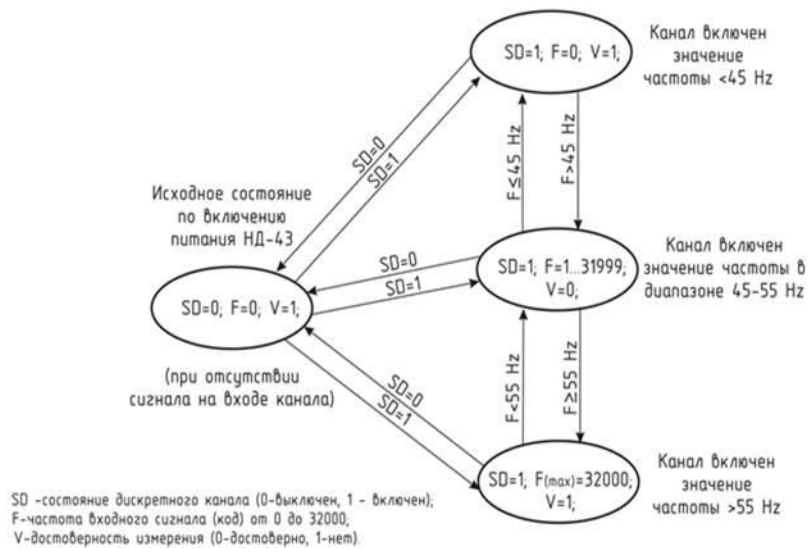 SD=1; F=0; V=1;
Канал включен
значение
частоты <45 Hz
SD=0
SD=1
F≤45 Hz
F>45 Hz
Исходное состояние
по включению
питания НД-43
SD=0; F=0; V=1;
(при отсутствии
сигнала на входе канала)
SD=0
SD=1
SD=1; F=1...31999;
V=0;
Канал включен
значение частоты в
диапазоне 45-55 Hz
SD=0
SD=1
F<55 Hz
F≥55 Hz
SD=1; F(max)=32000;
V=1;
Канал включен
значение
частоты >55 Hz
SD -состояние дискретного канала (0-выключен, 1 - включен);
F-частота входного сигнала (код) от 0 до 32000;
V-достоверность измерения (0-достоверно, 1-нет).